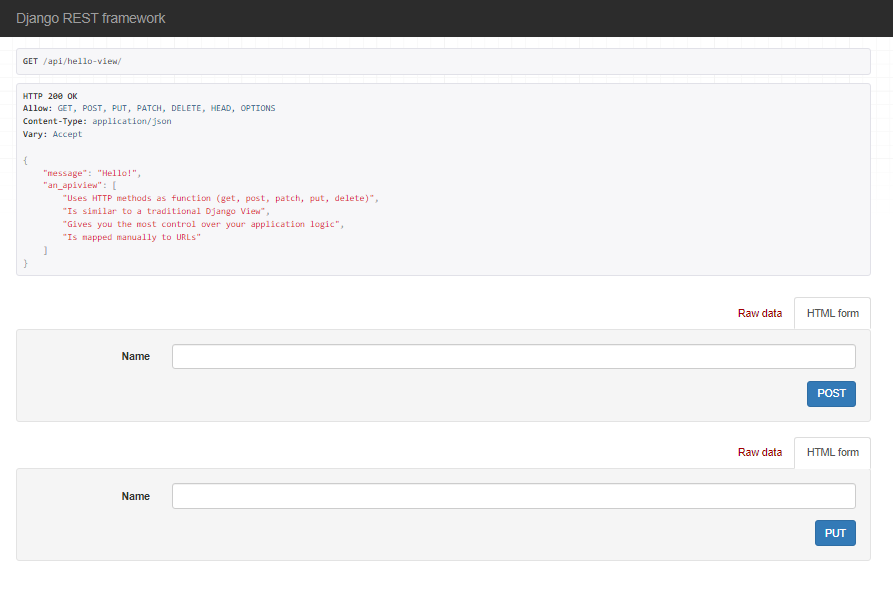 Django REST framework
GET /api/hello-view/
HTTP 200 OK
Allow: GET, POST, PUT, PATCH, DELETE, HEAD, OPTIONS
Content-Type: application/json
Vary: Accept
{
"message": "Hello!",
"an_apiview": [
"Uses HTTP methods as function (get, post, patch, put, delete)",
"Is similar to a traditional Django View",
"Gives you the most control over your application logic",
"Is mapped manually to URLs"
]
}
Raw data HTML form
Name
POST
Raw data HTML form
Name
PUT